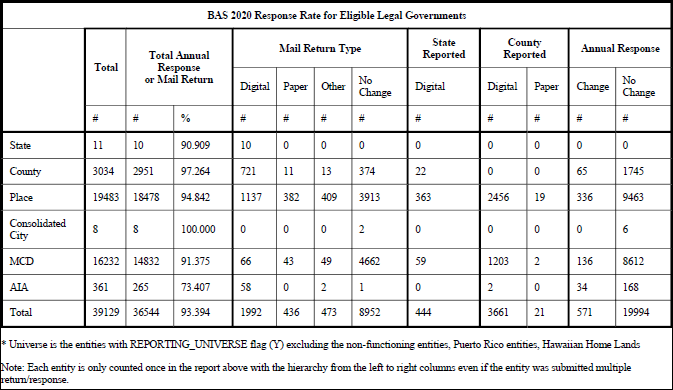 BAS 2020 Response Rate for Eligible Legal Governments
Total
Total Annual
Response
or Mail Return
Mail Return Type
State
Reported
County
Reported
Annual Response
Digital Paper Other No
Change
Digital
Digital Paper
Change No
Change
# # % # # # # # # # # #
State 11 10 90.909 10 0 0 0 0 0 0 0 0
County 3034 2951 97.264 721 11 13 374 22 0 0 65 1745
Place 19483 18478 94.842 1137 382 409 3913 363 2456 19 336 9463
Consolidated
City 8 8 100.000 0 0 0 2 0 0 0 0 6
MCD 16232 14832 91.375 66 43 49 4662 59 1203 2 136 8612
AIA 361 265 73.407 58 0 2 1 0 2 0 34 168
Total 39129 36544 93.394 1992 436 473 8952 444 3661 21 571 19994
* Universe is the entities with REPORTING_UNIVERSE flag (Y) excluding the non-functioning entities, Puerto Rico entities, Hawaiian Home Lands
Note: Each entity is only counted once in the report above with the hierarchy from the left to right columns even if the entity was submitted multiple
return/response.